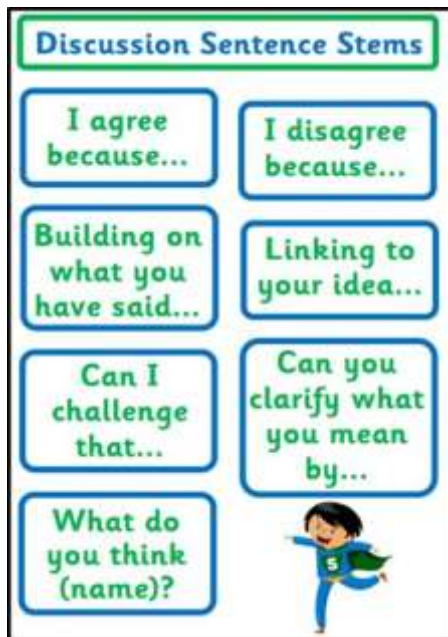 Discussion Sentence Stems
I agree
because...
I disagree
because...
Building on
what you
have said...
Linking to
your idea...
Can I
challenge
that...
Can you
clarify what
you mean
by...
What do
you think
(name)?
S